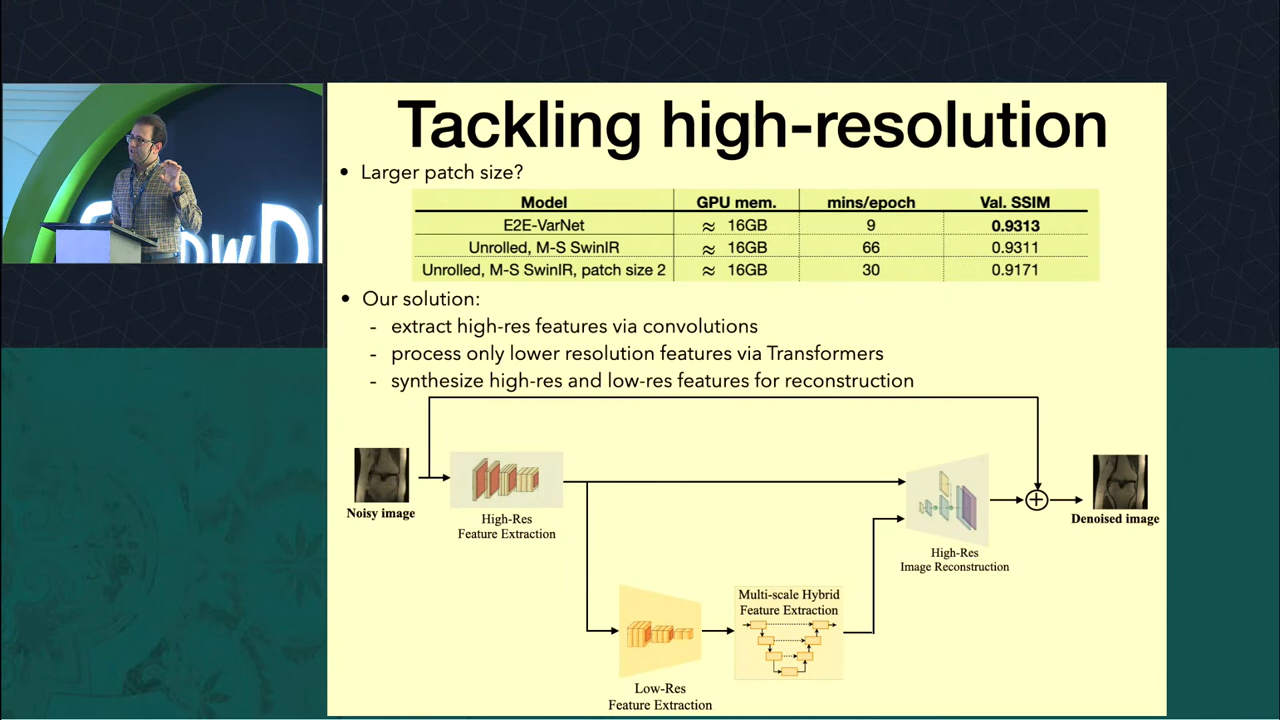 Tackling high-resolution
• Larger patch size?
Model GPU mem. mins/epoch Val. SSIM
E2E-VarNet ≈ 16GB 9 0.9313
Unrolled, M-S SwinIR ≈ 16GB 66 0.9311
Unrolled, M-S SwinIR, patch size 2 ≈ 16GB 30 0.9171
• Our solution:
- extract high-res features via convolutions
- process only lower resolution features via Transformers
- synthesize high-res and low-res features for reconstruction
Noisy image
High-Res
Feature Extraction
High-Res
Image Reconstruction
Denoised image
Multi-scale Hybrid
Feature Extraction
Low-Res
Feature Extraction